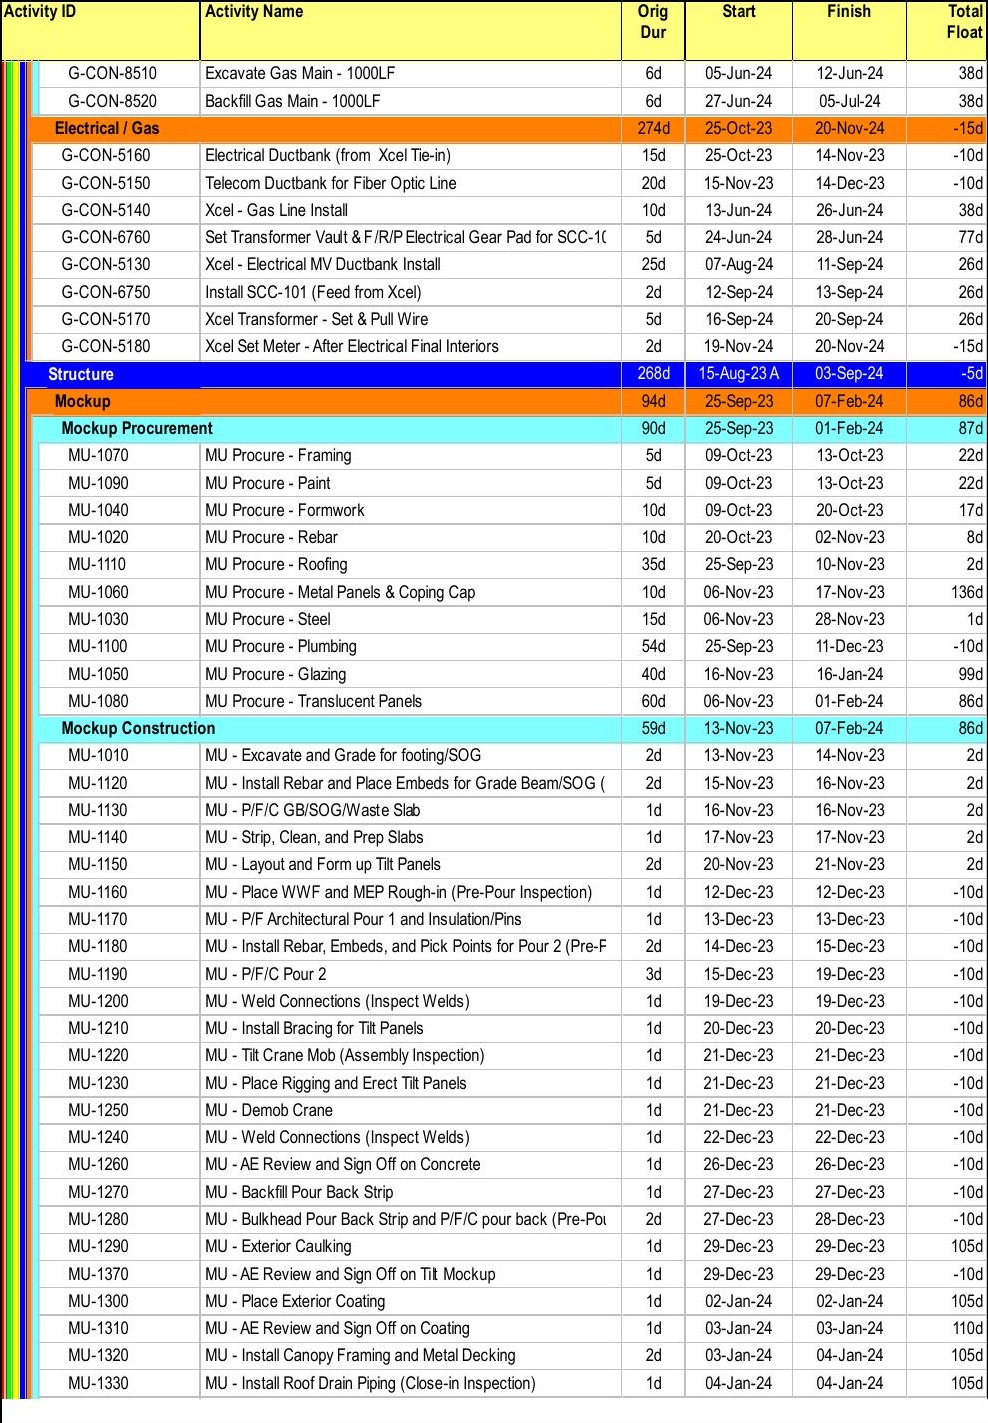 Activity ID Activity Name Orig Dur Start Finish Total Float
G-CON-8510 Excavate Gas Main - 1000LF 6d 05-Jun-24 12-Jun-24 38d
G-CON-8520 Backfill Gas Main - 1000LF 6d 27-Jun-24 05-Jul-24 38d
Electrical / Gas 274d 25-Oct-23 20-Nov-24 -15d
G-CON-5160 Electrical Ductbank (from Xcel Tie-in) 15d 25-Oct-23 14-Nov-23 -10d
G-CON-5150 Telecom Ductbank for Fiber Optic Line 20d 15-Nov-23 14-Dec-23 -10d
G-CON-5140 Xcel - Gas Line Install 10d 13-Jun-24 26-Jun-24 38d
G-CON-6760 Set Transformer Vault & F/R/P Electrical Gear Pad for SCC-10 5d 24-Jun-24 28-Jun-24 77d
G-CON-5130 Xcel - Electrical MV Ductbank Install 25d 07-Aug-24 11-Sep-24 26d
G-CON-6750 Install SCC-101 (Feed from Xcel) 2d 12-Sep-24 13-Sep-24 26d
G-CON-5170 Xcel Transformer - Set & Pull Wire 5d 16-Sep-24 20-Sep-24 26d
G-CON-5180 Xcel Set Meter - After Electrical Final Interiors 2d 19-Nov-24 20-Nov-24 -15d
Structure 268d 15-Aug-23 A 03-Sep-24 -5d
Mockup 94d 25-Sep-23 07-Feb-24 86d
Mockup Procurement 90d 25-Sep-23 01-Feb-24 87d
MU-1070 MU Procure - Framing 5d 09-Oct-23 13-Oct-23 22d
MU-1090 MU Procure - Paint 5d 09-Oct-23 13-Oct-23 22d
MU-1040 MU Procure - Formwork 10d 09-Oct-23 20-Oct-23 17d
MU-1020 MU Procure - Rebar 10d 20-Oct-23 02-Nov-23 8d
MU-1110 MU Procure - Roofing 35d 25-Sep-23 10-Nov-23 2d
MU-1060 MU Procure - Metal Panels & Coping Cap 10d 06-Nov-23 17-Nov-23 136d
MU-1030 MU Procure - Steel 15d 06-Nov-23 28-Nov-23 1d
MU-1100 MU Procure - Plumbing 54d 25-Sep-23 11-Dec-23 -10d
MU-1050 MU Procure - Glazing 40d 16-Nov-23 16-Jan-24 99d
MU-1080 MU Procure - Translucent Panels 60d 06-Nov-23 01-Feb-24 86d
Mockup Construction 59d 13-Nov-23 07-Feb-24 86d
MU-1010 MU - Excavate and Grade for footing/SOG 2d 13-Nov-23 14-Nov-23 2d
MU-1120 MU - Install Rebar and Place Embeds for Grade Beam/SOG ( 2d 15-Nov-23 16-Nov-23 2d
MU-1130 MU - P/F/C GB/SOG/Waste Slab 1d 16-Nov-23 16-Nov-23 2d
MU-1140 MU - Strip, Clean, and Prep Slabs 1d 17-Nov-23 17-Nov-23 2d
MU-1150 MU - Layout and Form up Tilt Panels 2d 20-Nov-23 21-Nov-23 2d
MU-1160 MU - Place WWF and MEP Rough-in (Pre-Pour Inspection) 1d 12-Dec-23 12-Dec-23 -10d
MU-1170 MU - P/F Architectural Pour 1 and Insulation/Pins 1d 13-Dec-23 13-Dec-23 -10d
MU-1180 MU - Install Rebar, Embeds, and Pick Points for Pour 2 (Pre-P 2d 14-Dec-23 15-Dec-23 -10d
MU-1190 MU - P/F/C Pour 2 3d 15-Dec-23 19-Dec-23 -10d
MU-1200 MU - Weld Connections (Inspect Welds) 1d 19-Dec-23 19-Dec-23 -10d
MU-1210 MU - Install Bracing for Tilt Panels 1d 20-Dec-23 20-Dec-23 -10d
MU-1220 MU - Tilt Crane Mob (Assembly Inspection) 1d 21-Dec-23 21-Dec-23 -10d
MU-1230 MU - Place Rigging and Erect Tilt Panels 1d 21-Dec-23 21-Dec-23 -10d
MU-1250 MU - Demob Crane 1d 21-Dec-23 21-Dec-23 -10d
MU-1240 MU - Weld Connections (Inspect Welds) 1d 22-Dec-23 22-Dec-23 -10d
MU-1260 MU - AE Review and Sign Off on Concrete 1d 26-Dec-23 26-Dec-23 -10d
MU-1270 MU - Backfill Pour Back Strip 1d 27-Dec-23 27-Dec-23 -10d
MU-1280 MU - Bulkhead Pour Back Strip and P/F/C pour back (Pre-Pou 2d 27-Dec-23 28-Dec-23 -10d
MU-1290 MU - Exterior Caulking 1d 29-Dec-23 29-Dec-23 105d
MU-1370 MU - AE Review and Sign Off on Tilt Mockup 1d 29-Dec-23 29-Dec-23 -10d
MU-1300 MU - Place Exterior Coating 1d 02-Jan-24 02-Jan-24 105d
MU-1310 MU - AE Review and Sign Off on Coating 1d 03-Jan-24 03-Jan-24 110d
MU-1320 MU - Install Canopy Framing and Metal Decking 2d 03-Jan-24 04-Jan-24 105d
MU-1330 MU - Install Roof Drain Piping (Close-in Inspection) 1d 04-Jan-24 04-Jan-24 105d